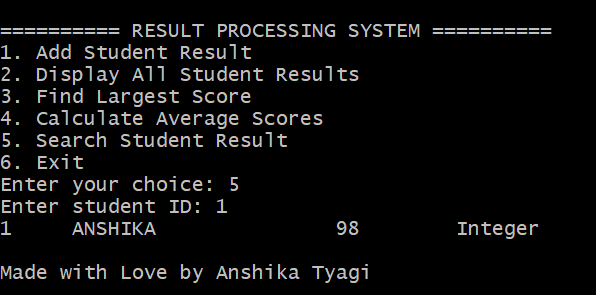 ========== RESULT PROCESSING SYSTEM ==========
1. Add Student Result
2. Display All Student Results
3. Find Largest Score
4. Calculate Average Scores
5. Search Student Result
6. Exit
Enter your choice: 5
Enter student ID: 1
1     ANSHIKA               98        Integer
Made with Love by Anshika Tyagi